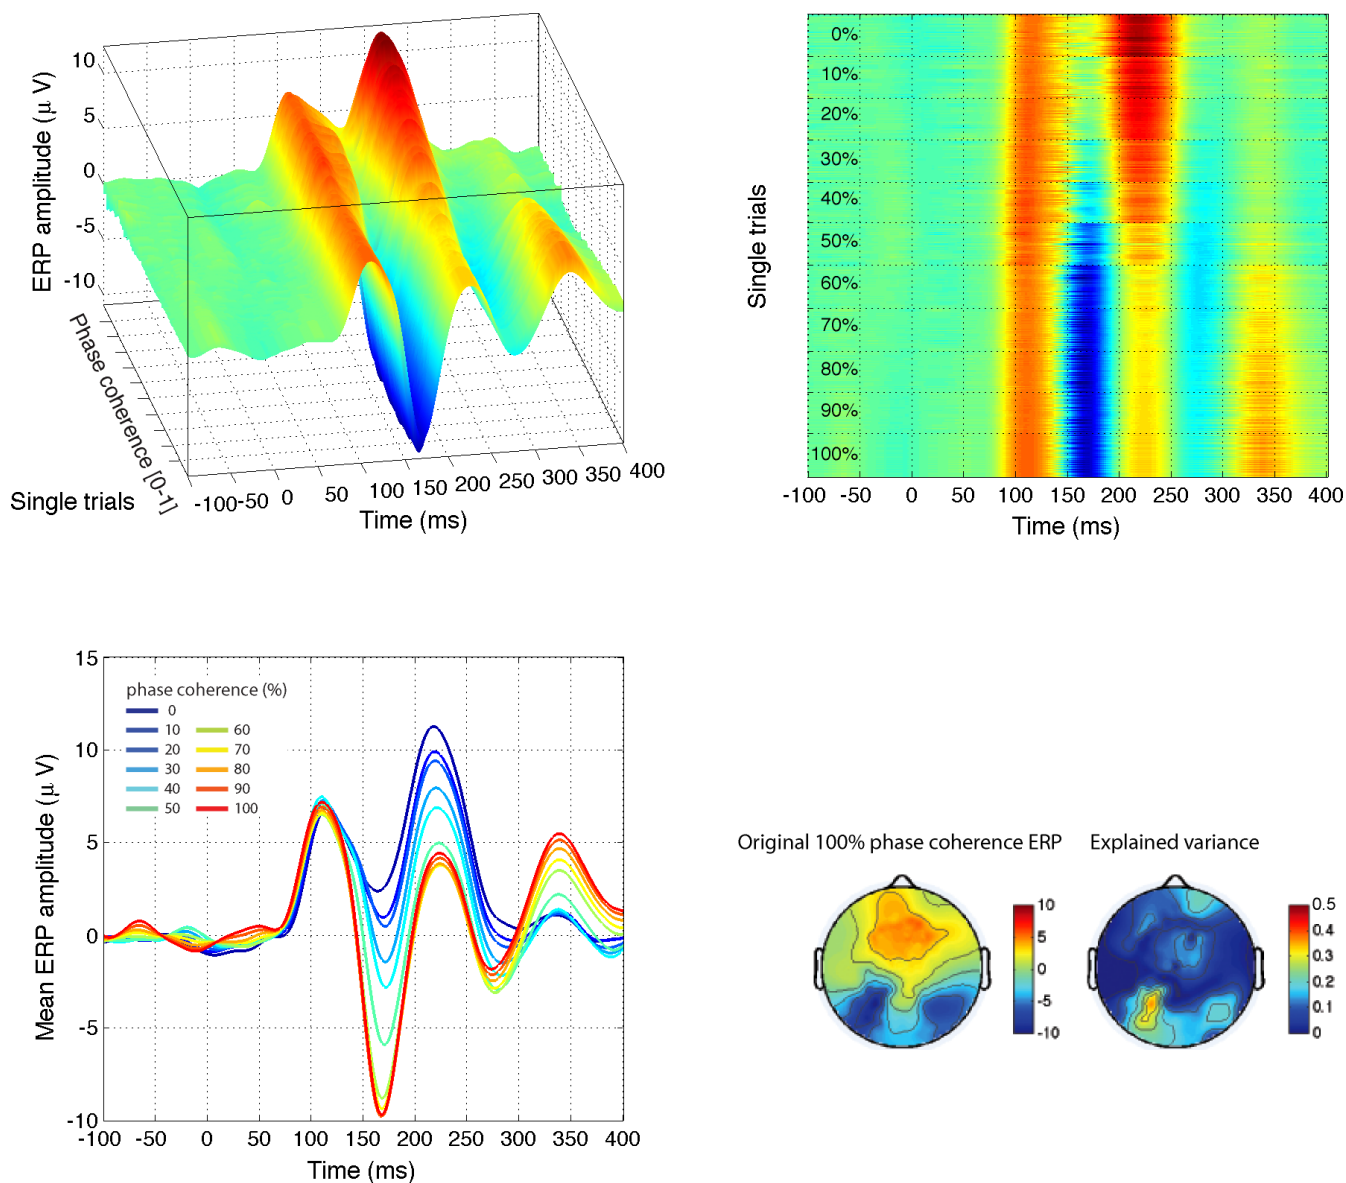 ERP amplitude (μ V)
10
5
0
-5
-10
Phase coherence [0-1]
Single trials
-100 -50 0 50 100 150 200 250 300 350 400
Time (ms)
Single trials
0%
10%
20%
30%
40%
50%
60%
70%
80%
90%
100%
-100 -50 0 50 100 150 200 250 300 350 400
Time (ms)
Mean ERP amplitude (μ V)
15
10
5
0
-5
-10
phase coherence (%)
0
10 60
20 70
30 80
40 90
50 100
-100 -50 0 50 100 150 200 250 300 350 400
Time (ms)
Original 100% phase coherence ERP
10
5
0
-5
-10
Explained variance
0.5
0.4
0.3
0.2
0.1
0